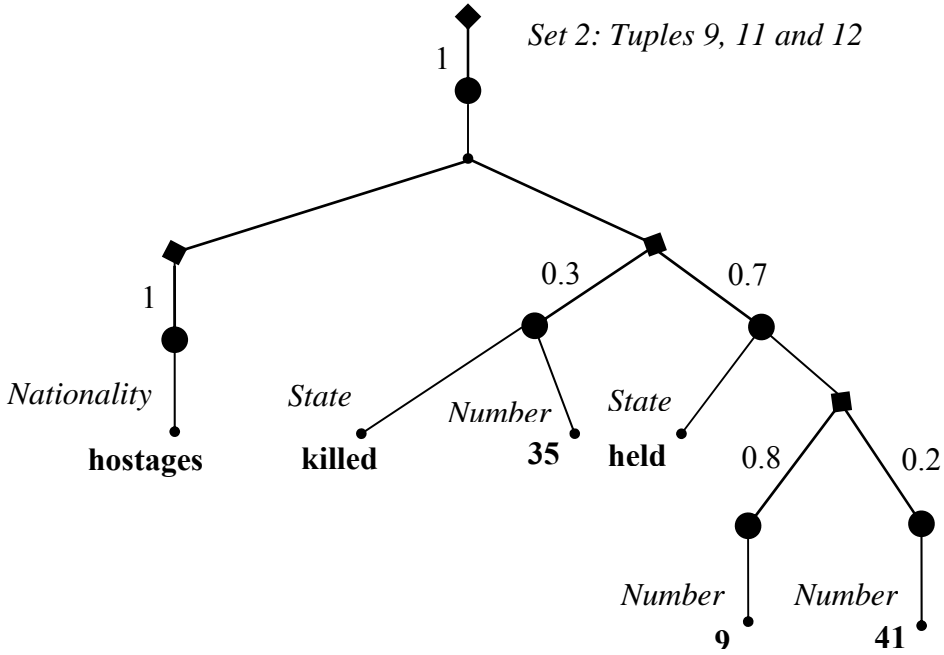 Set 2: Tuples 9, 11 and 12
1
0.3
0.7
1
Nationality
State
Number
State
hostages
killed
35
held
0.8
0.2
Number
Number
9
41